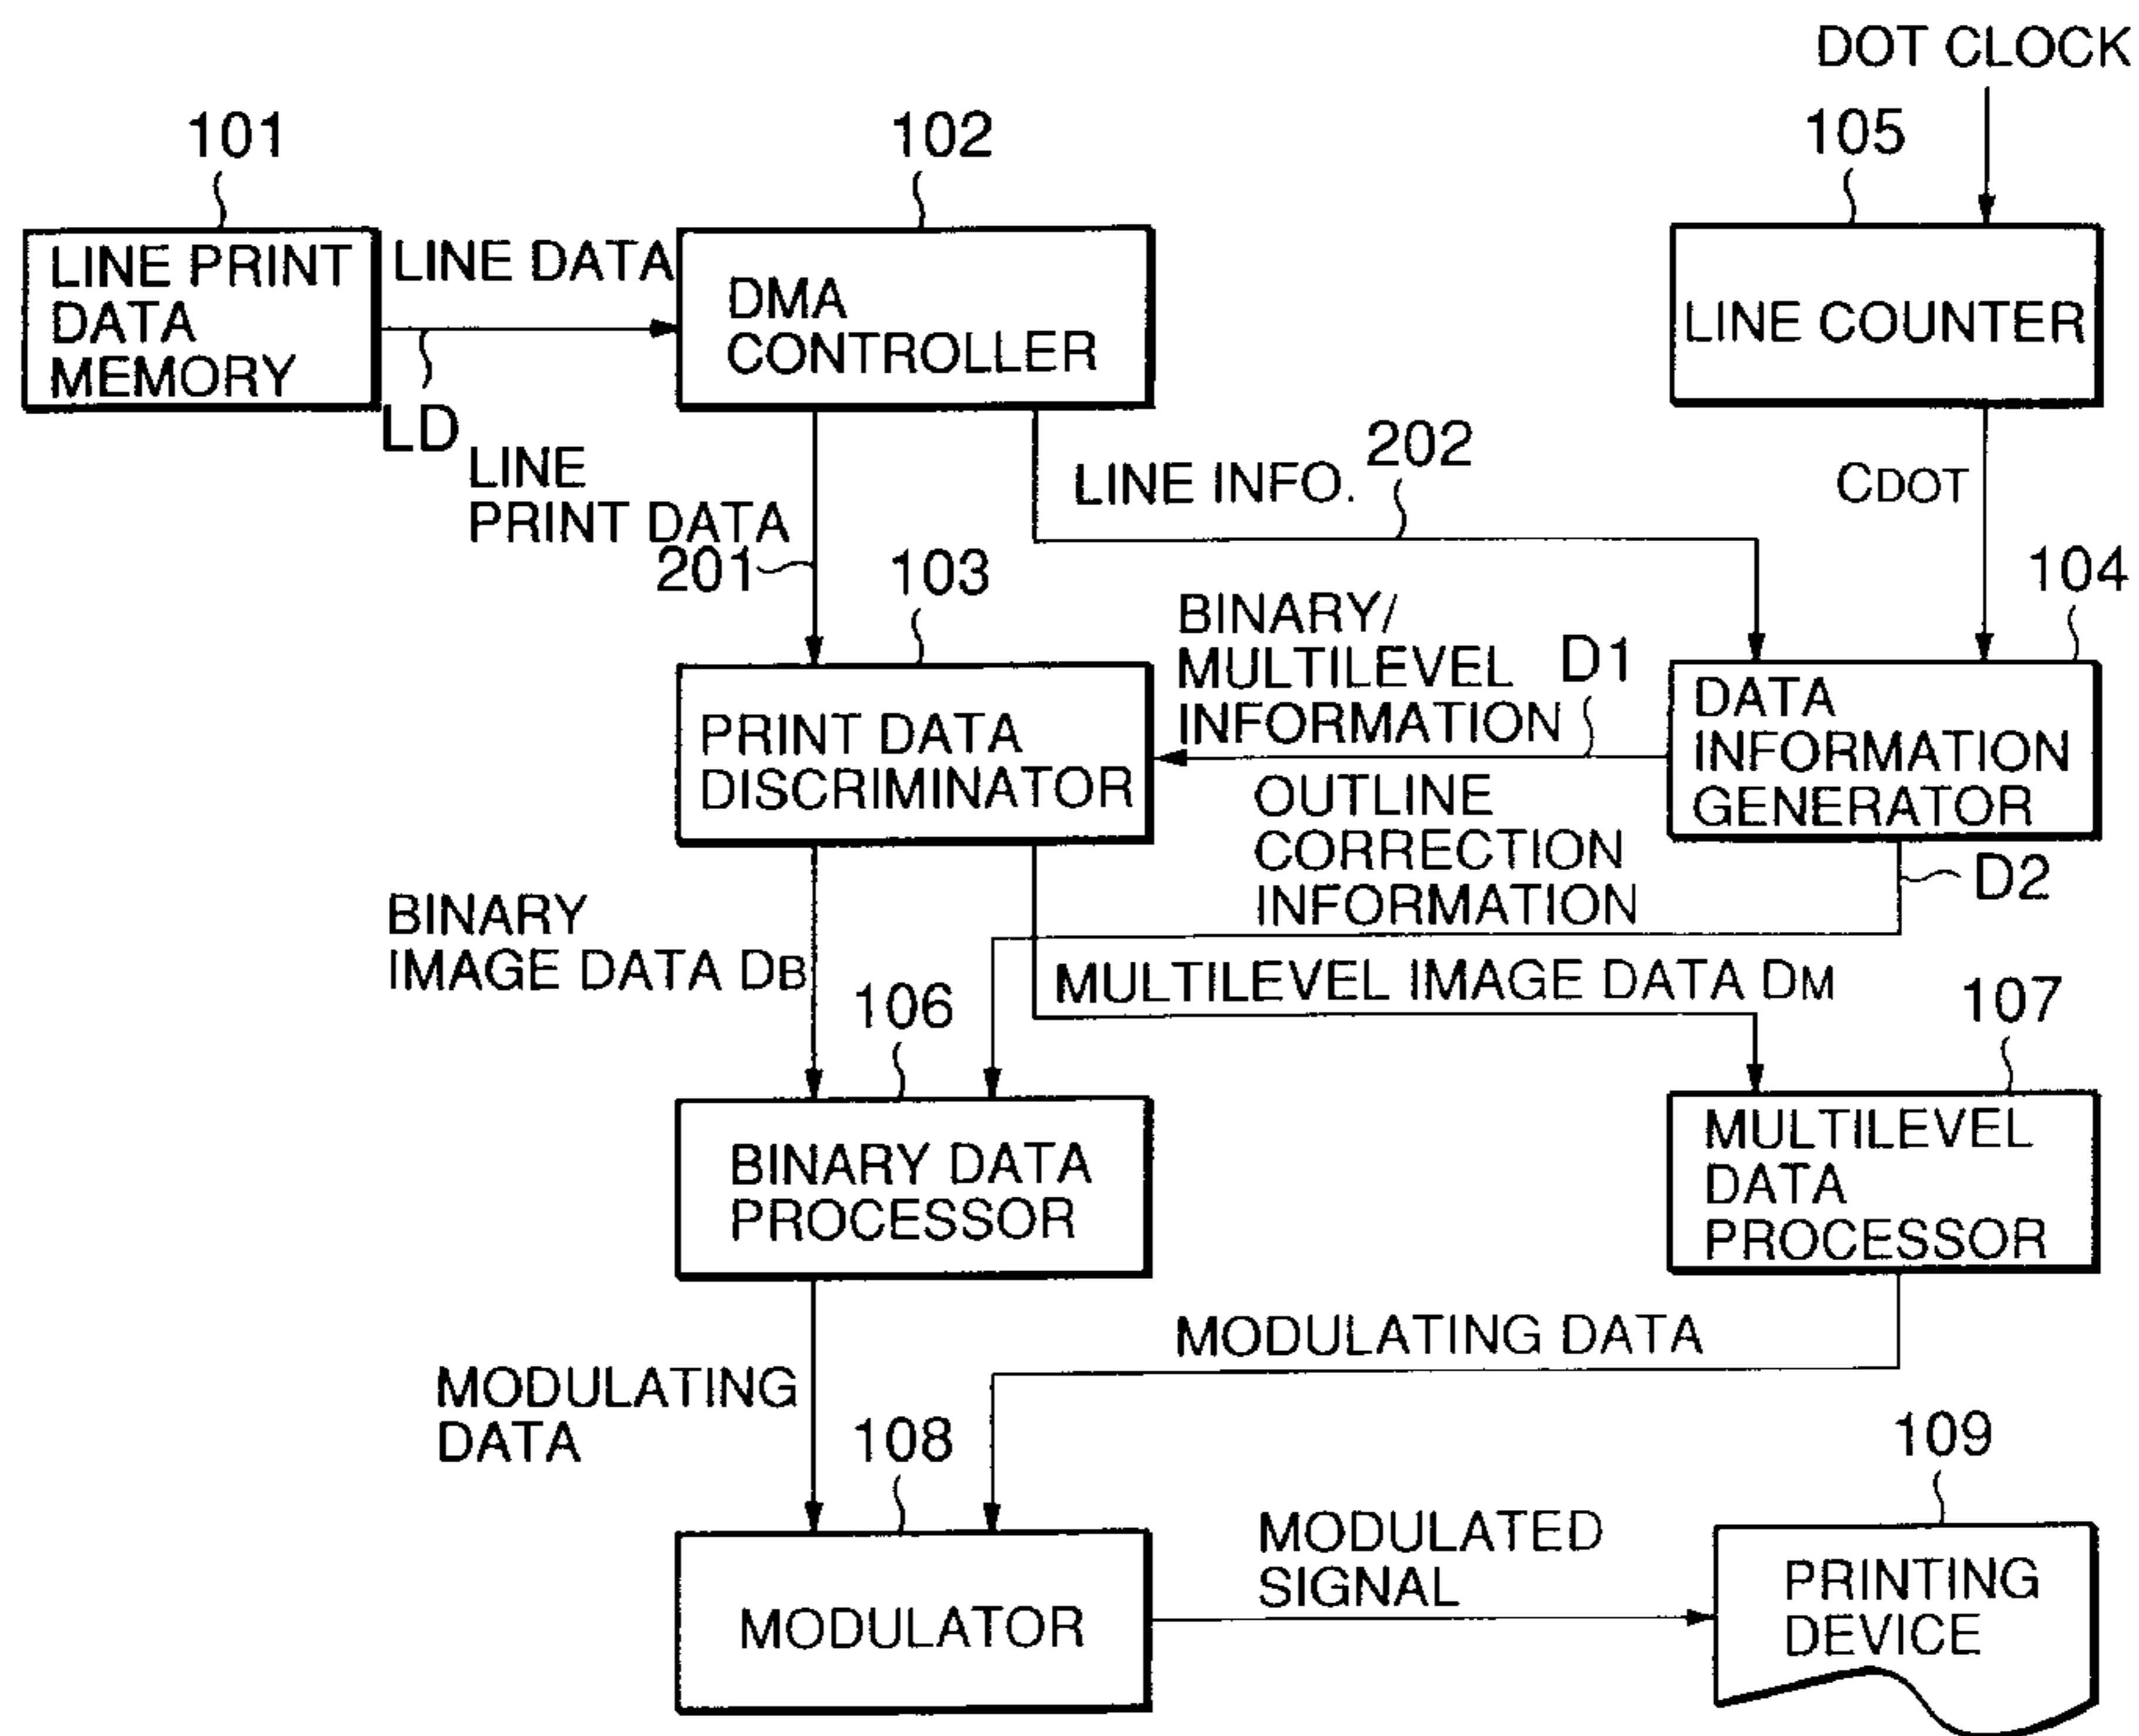 DOT CLOCK
101
102
105
LINE PRINT
DATA
MEMORY
LINE DATA
DMA
CONTROLLER
LINE COUNTER
LD
LINE
PRINT DATA
201
LINE INFO.
202
CDOT
103
104
BINARY/
MULTILEVEL
INFORMATION
D1
PRINT DATA
DISCRIMINATOR
DATA
INFORMATION
GENERATOR
OUTLINE
CORRECTION
INFORMATION
D2
BINARY
IMAGE DATA DB
MULTILEVEL IMAGE DATA DM
106
107
BINARY DATA
PROCESSOR
MULTILEVEL
DATA
PROCESSOR
MODULATING DATA
MODULATING
DATA
108
109
MODULATOR
MODULATED
SIGNAL
PRINTING
DEVICE